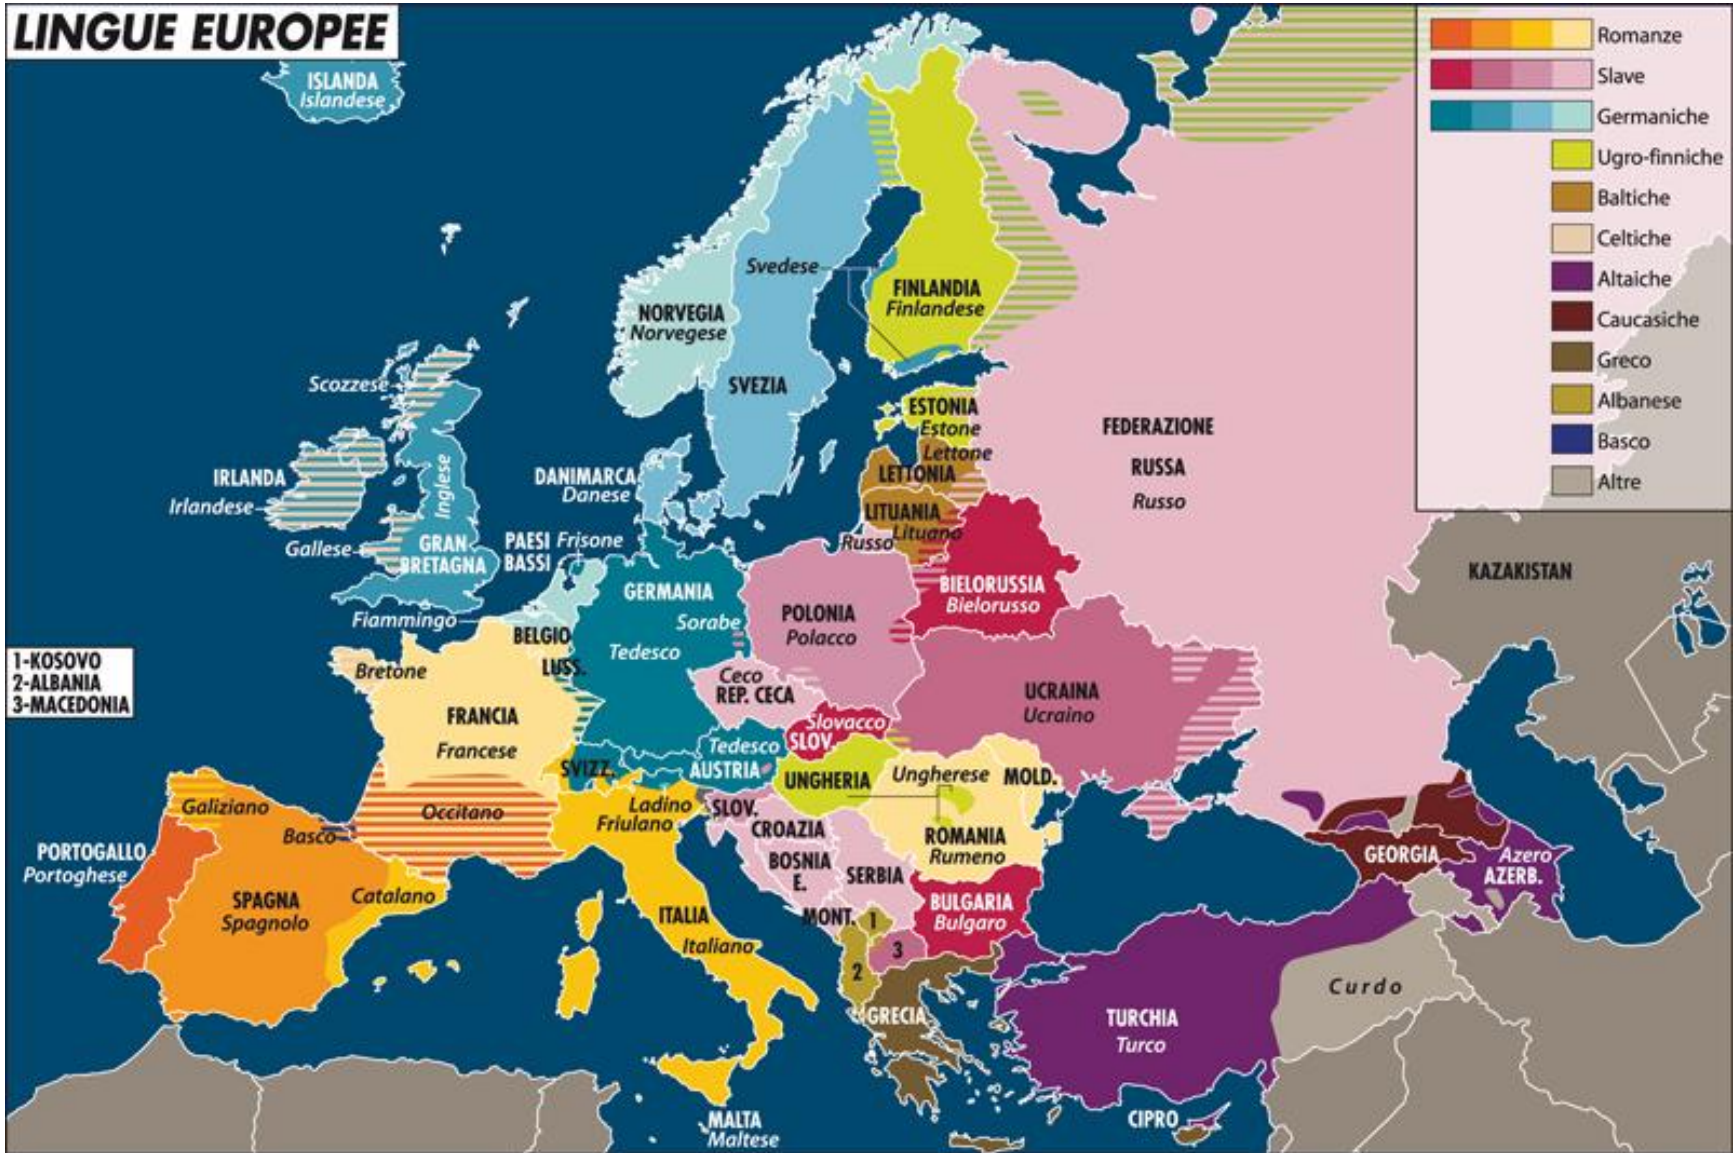 LINGUE EUROPEE
ISLANDA
Islandese
Romanze
Slave
Germaniche
Ugro-finniche
Baltiche
Celtiche
Altaiche
Caucasiche
Greco
Albanese
Basco
Altre
Svedese
FINLANDIA
Finlandese
NORVEGIA
Norvegese
SVEZIA
Scozzese
ESTONIA
Estone
Lettone
LETTONIA
FEDERAZIONE
RUSSA
Russo
IRLANDA
Irlandese
Inglese
DANIMARCA
Danese
LITUANIA
Lituano
Russo
Gallese
GRAN
BRETAGNA
PAESI
BASSI
Frisone
GERMANIA
Sorabe
Tedesco
BIELORUSSIA
Bielorusso
KAZAKISTAN
POLONIA
Polacco
Fiammingo
BELGIO
LUSS.
1-KOSOVO
2-ALBANIA
3-MACEDONIA
Bretone
Ceco
REP. CECA
UCRAINA
Ucraino
FRANCIA
Francese
Slovacco
SLOV.
Tedesco
AUSTRIA
SVIZZ.
UNGHERIA
Ungherese
MOLD.
Galiziano
Occitano
Ladino
Friulano
SLOV.
CROAZIA
ROMANIA
Rumeno
Basco
PORTOGALLO
Portoghese
BOSNIA
E.
SERBIA
GEORGIA
Azero
AZERB.
SPAGNA
Spagnolo
Catalano
ITALIA
Italiano
MONT.
1
BULGARIA
Bulgaro
3
2
Curdo
GRECIA
TURCHIA
Turco
MALTA
Maltese
CIPRO